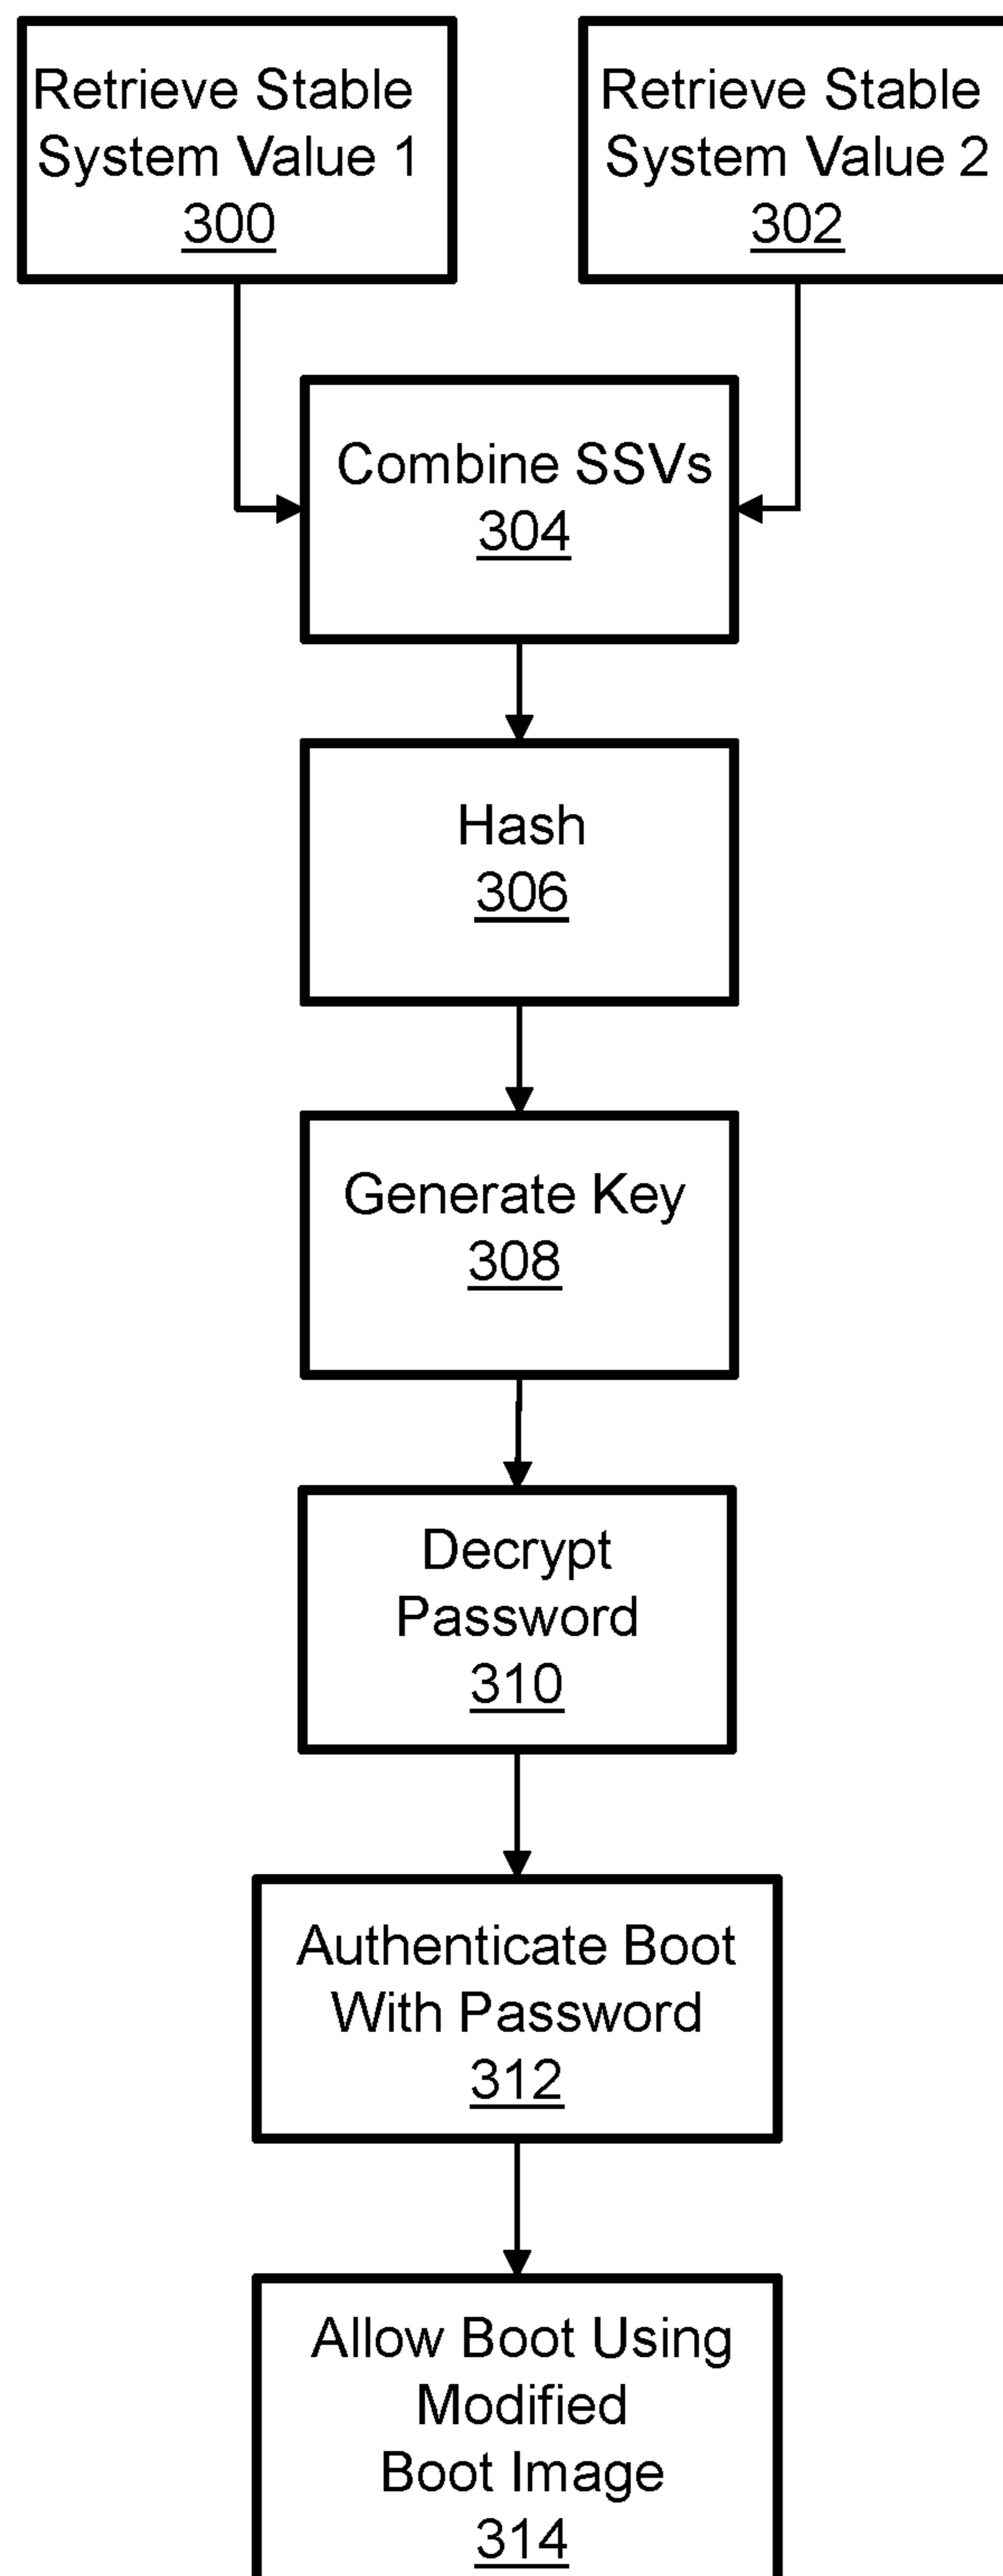 Retrieve Stable
System Value 1
300
Retrieve Stable
System Value 2
302
Combine SSVs
304
Hash
306
Generate Key
308
Decrypt
Password
310
Authenticate Boot
With Password
312
Allow Boot Using
Modified
Boot Image
314